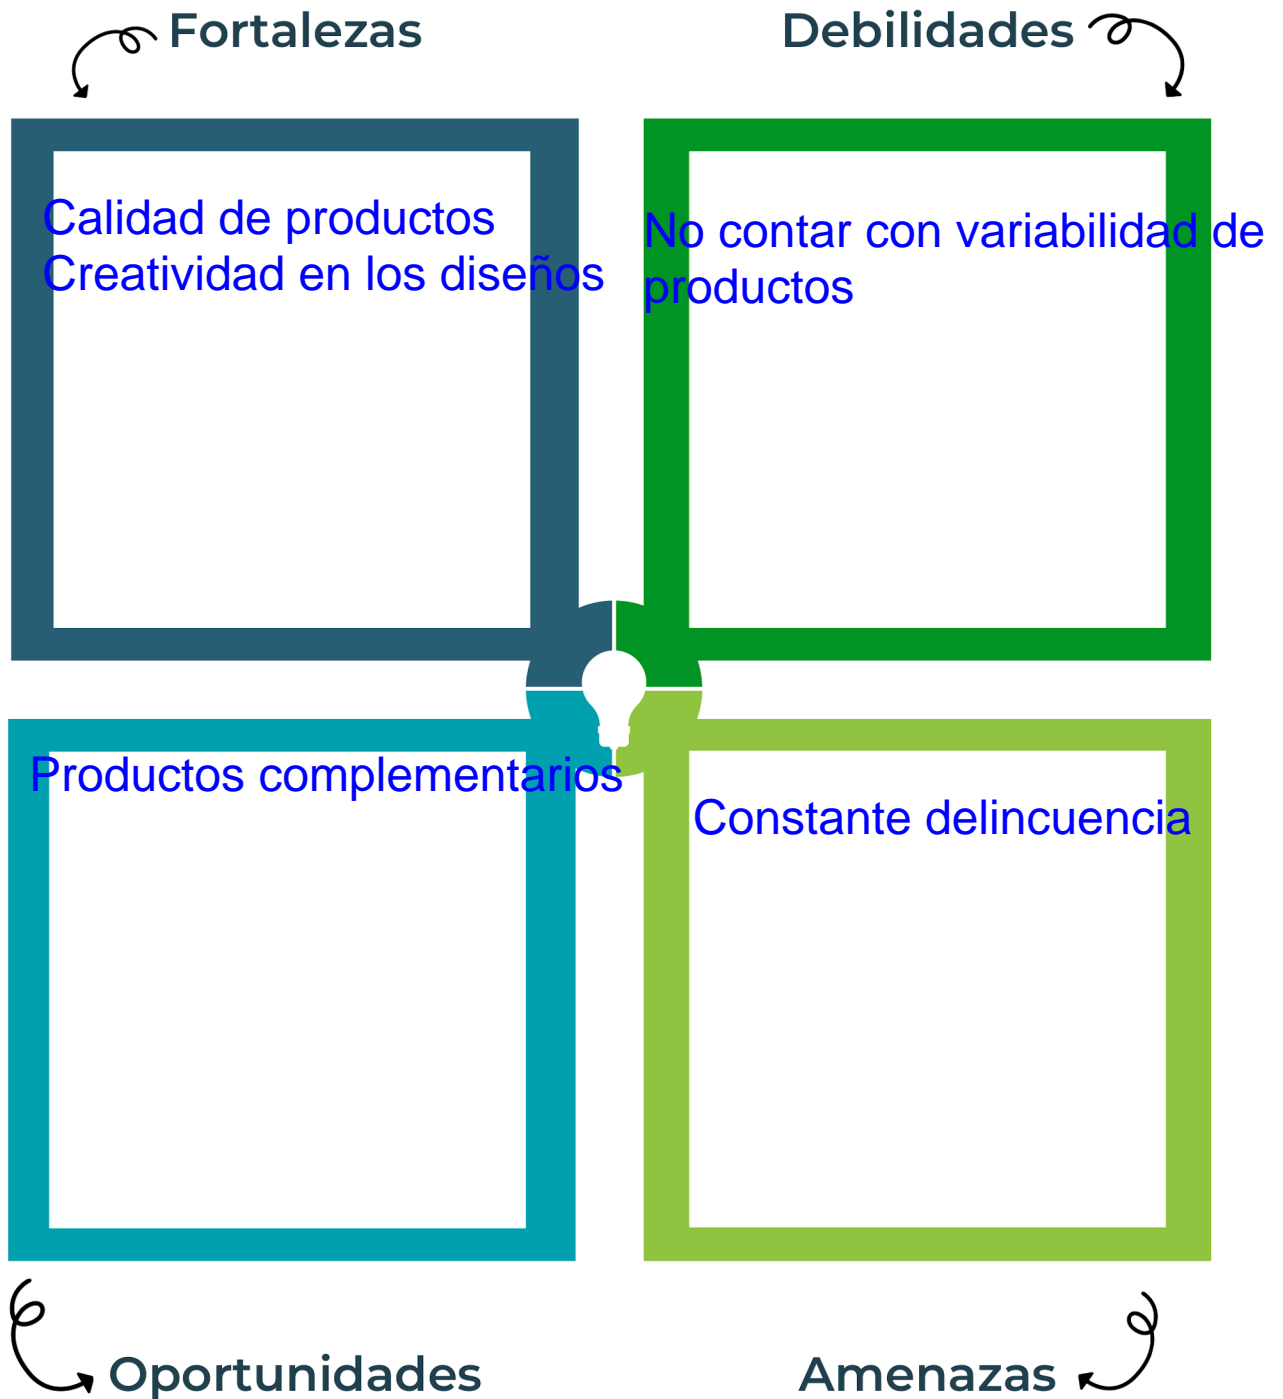 Fortalezas
Debilidades
Calidad de productos
Creatividad en los diseños
No contar con variabilidad de
productos
Productos complementarios
Constante delincuencia
Oportunidades
Amenazas